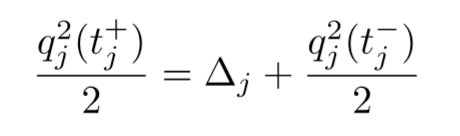 \frac{q_j^2(t_j^+)}{2} = \Delta_j + \frac{q_j^2(t_j^-)}{2}